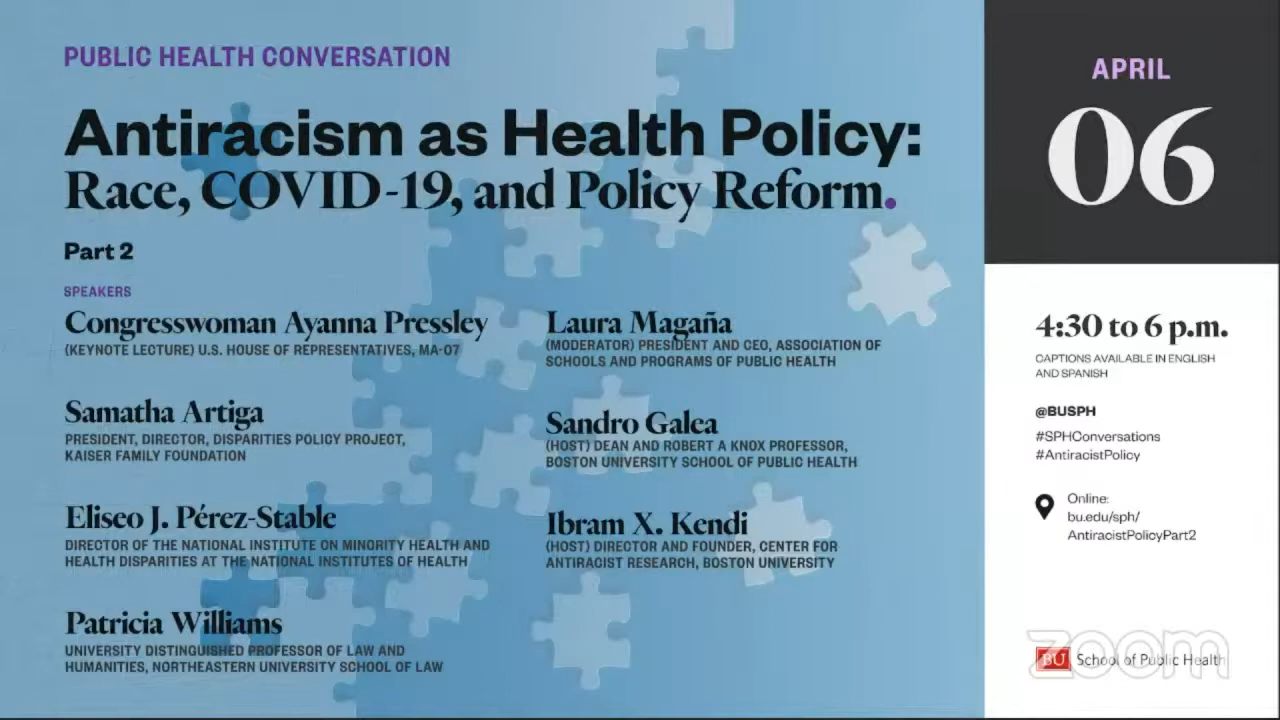 PUBLIC HEALTH CONVERSATION
Antiracism as Health Policy:
Race, COVID-19, and Policy Reform.
Part 2
SPEAKERS
Congresswoman Ayanna Pressley
(KEYNOTE LECTURE) U.S. HOUSE OF REPRESENTATIVES, MA-07
Samatha Artiga
PRESIDENT, DIRECTOR, DISPARITIES POLICY PROJECT,
KAISER FAMILY FOUNDATION
Eliseo J. Pérez-Stable
DIRECTOR OF THE NATIONAL INSTITUTE ON MINORITY HEALTH AND
HEALTH DISPARITIES AT THE NATIONAL INSTITUTES OF HEALTH
Patricia Williams
UNIVERSITY DISTINGUISHED PROFESSOR OF LAW AND
HUMANITIES, NORTHEASTERN UNIVERSITY SCHOOL OF LAW
Laura Magaña
(MODERATOR) PRESIDENT AND CEO, ASSOCIATION OF
SCHOOLS AND PROGRAMS OF PUBLIC HEALTH
Sandro Galea
(HOST) DEAN AND ROBERT A KNOX PROFESSOR,
BOSTON UNIVERSITY SCHOOL OF PUBLIC HEALTH
Ibram X. Kendi
(HOST) DIRECTOR AND FOUNDER, CENTER FOR
ANTIRACIST RESEARCH, BOSTON UNIVERSITY
APRIL
06
4:30 to 6 p.m.
CAPTIONS AVAILABLE IN ENGLISH
AND SPANISH
@BUSPH
#SPHConversations
#AntiracistPolicy
Online:
bu.edu/sph/
AntiracistPolicyPart2
BU School of Public Health
zoom